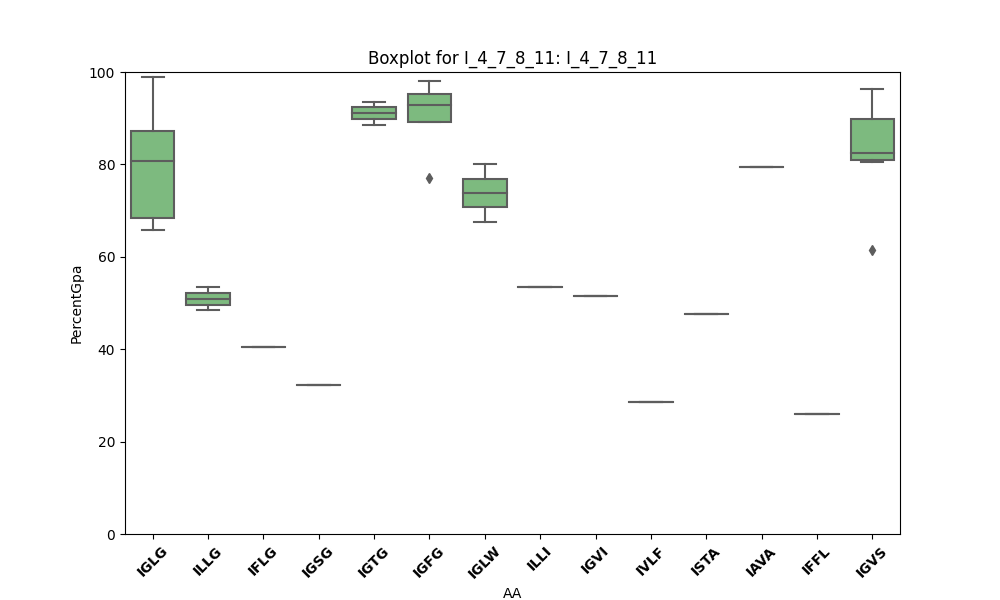 Boxplot for I_4_7_8_11: I_4_7_8_11
100
80
60
40
20
0
PercentGpa
IGLG
ILLG
IFLG
IGSG
IGTG
IGFG
IGLW
ILLI
IGVI
IVLF
ISTA
IAVA
IFFL
IGVS
AA